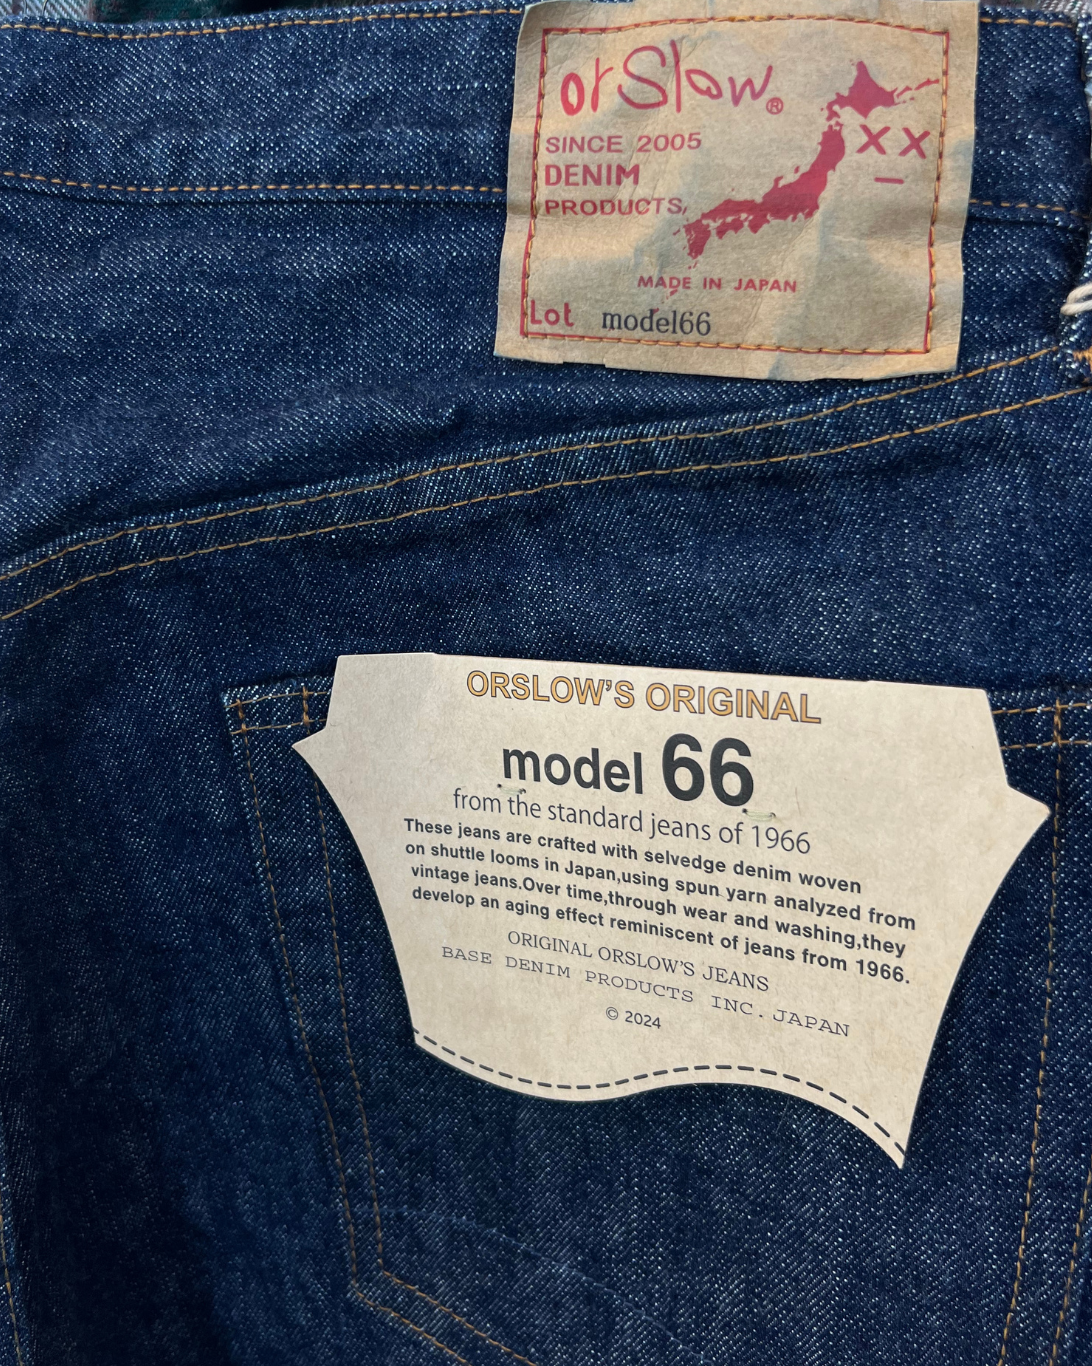 orSlow®
SINCE 2005
DENIM
PRODUCTS,
XX
MADE IN JAPAN
Lot model66
ORSLOW'S ORIGINAL
model 66
from the standard jeans of 1966
These jeans are crafted with selvedge denim woven
on shuttle looms in Japan,using spun yarn analyzed from
vintage jeans.Over time,through wear and washing,they
develop an aging effect reminiscent of jeans from 1966.
ORIGINAL ORSLOW'S JEANS
BASE DENIM PRODUCTS INC.JAPAN
© 2024